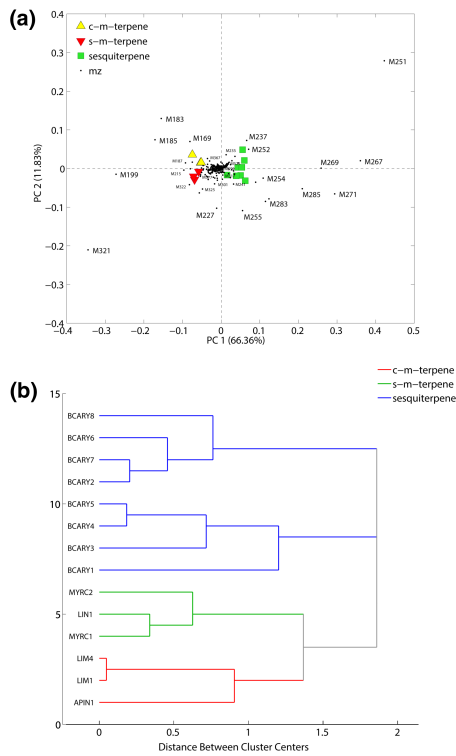 (a)
c−m−terpene
s−m−terpene
sesquiterpene
mz
0.4
0.3
0.2
0.1
0
−0.1
−0.2
−0.3
−0.4
PC 2 (11.83%)
M251
M183
M185
M169
M237
M252
M187
M267
M269
M199
M213
M254
M322
M285
M271
M283
M227
M255
M321
−0.4
−0.3
−0.2
−0.1
0
0.1
0.2
0.3
0.4
0.5
PC 1 (66.36%)
(b)
c−m−terpene
s−m−terpene
sesquiterpene
15
BCARY8
BCARY6
BCARY7
BCARY2
10
BCARY5
BCARY4
BCARY3
BCARY1
MYRC2
5
LIN1
MYRC1
LIM4
LIM1
APIN1
0
0
0.5
1
1.5
2
Distance Between Cluster Centers